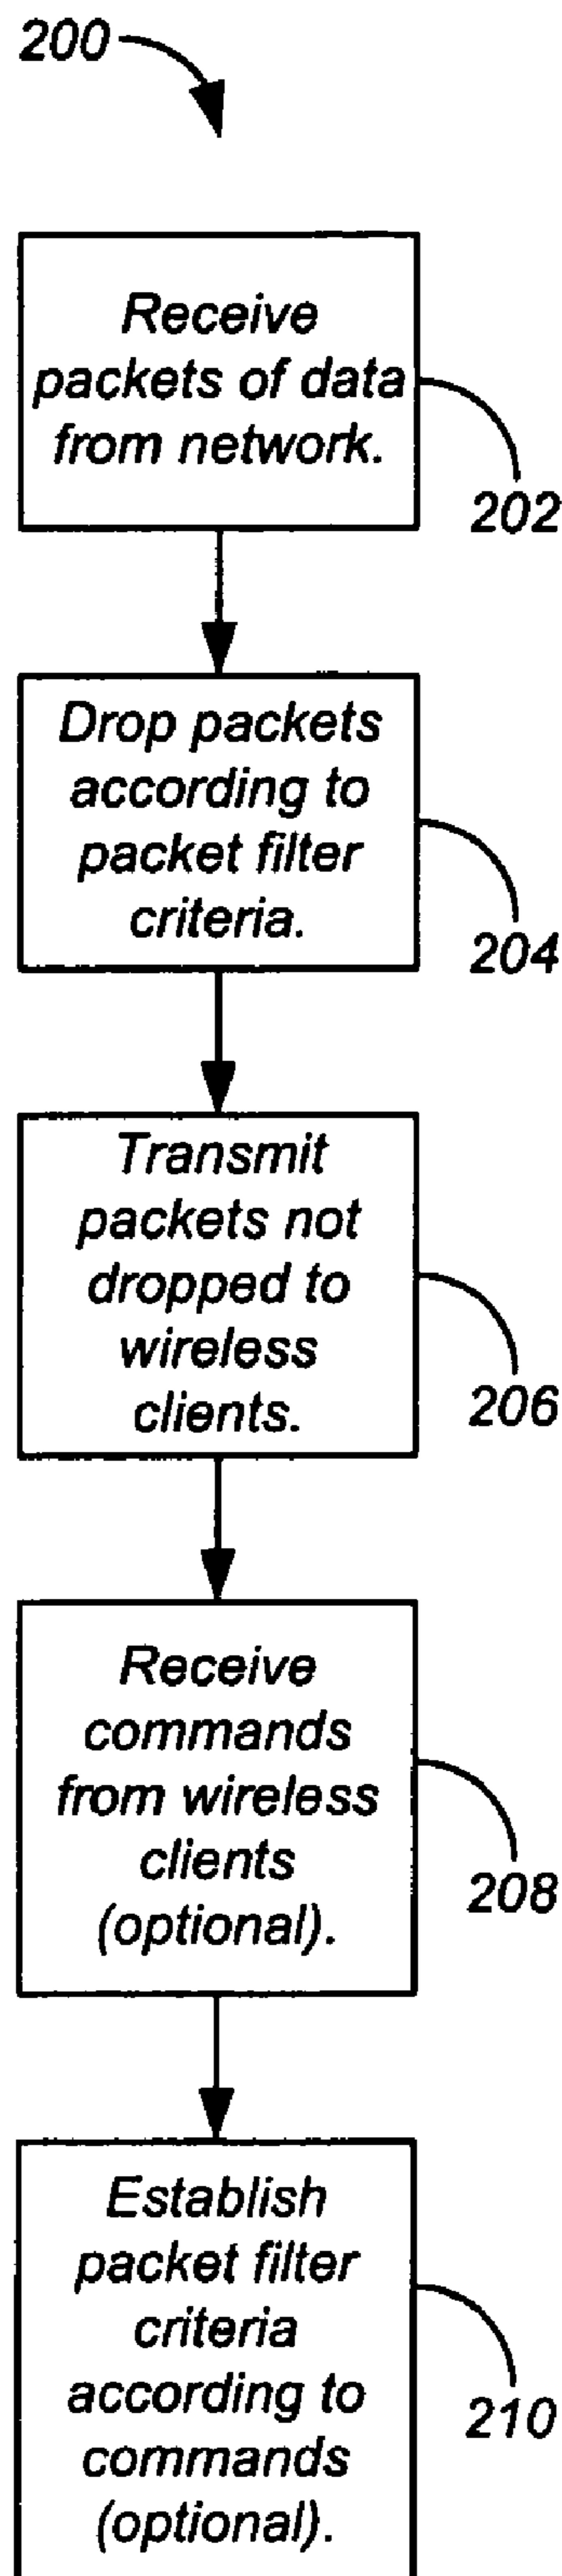 200
Receive
packets of data
from network.
202
Drop packets
according to
packet filter
criteria.
204
Transmit
packets not
dropped to
wireless
clients.
206
Receive
commands
from wireless
clients
(optional).
208
Establish
packet filter
criteria
according to
commands
(optional).
210